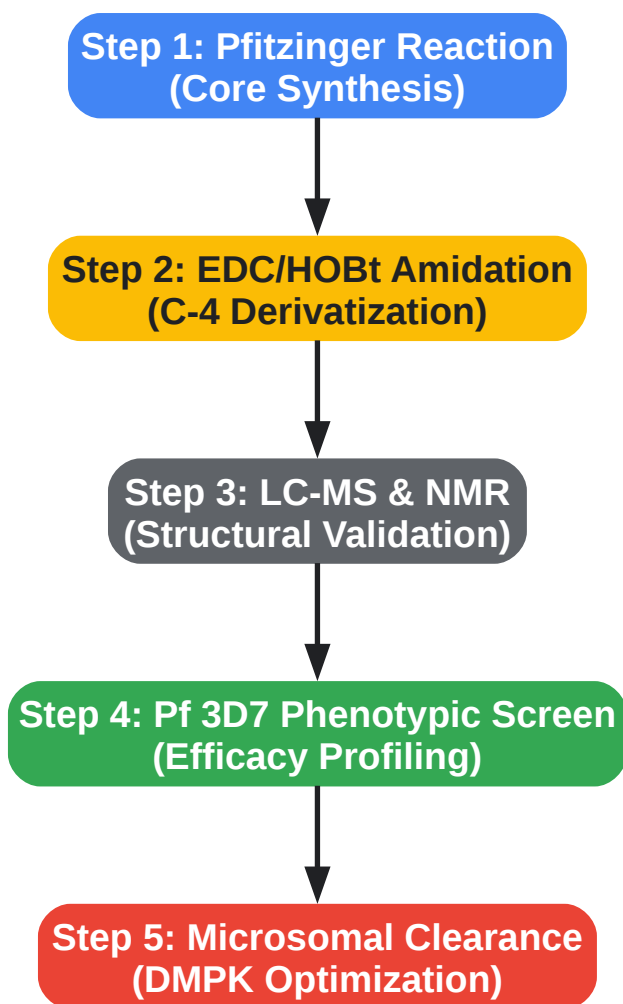 Step 1: Pfitzinger Reaction
(Core Synthesis)
Step 2: EDC/HOBt Amidation
(C-4 Derivatization)
Step 3: LC-MS & NMR
(Structural Validation)
Step 4: Pf 3D7 Phenotypic Screen
(Efficacy Profiling)
Step 5: Microsomal Clearance
(DMPK Optimization)